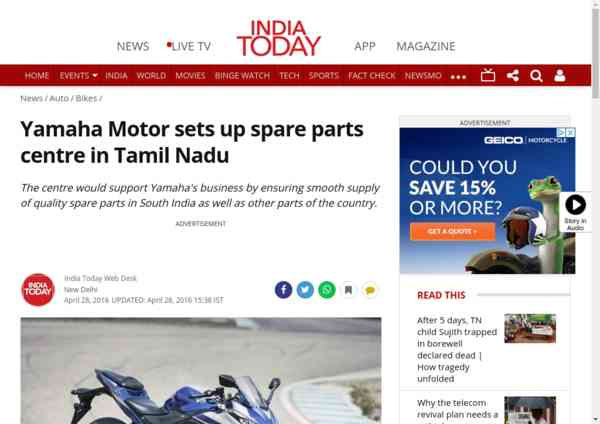 NEWS
LIVE TV
INDIA
TODAY
APP
MAGAZINE
HOME EVENTS INDIA WORLD MOVIES BINGE WATCH TECH SPORTS FACT CHECK NEWSMO
News / Auto / Bikes /
Yamaha Motor sets up spare parts
centre in Tamil Nadu
The centre would support Yamaha's business by ensuring smooth supply
of quality spare parts in South India as well as other parts of the country.
ADVERTISEMENT
INDIA
TODAY
India Today Web Desk
New Delhi
April 28, 2016 UPDATED: April 28, 2016 15:38 IST
ADVERTISEMENT
GEICO MOTORCYCLE
COULD YOU
SAVE 15%
OR MORE?
GET A QUOTE >
Story in
Audio
READ THIS
After 5 days, TN
child Sujith trapped
in borewell
declared dead |
How tragedy
unfolded
Why the telecom
revival plan needs a